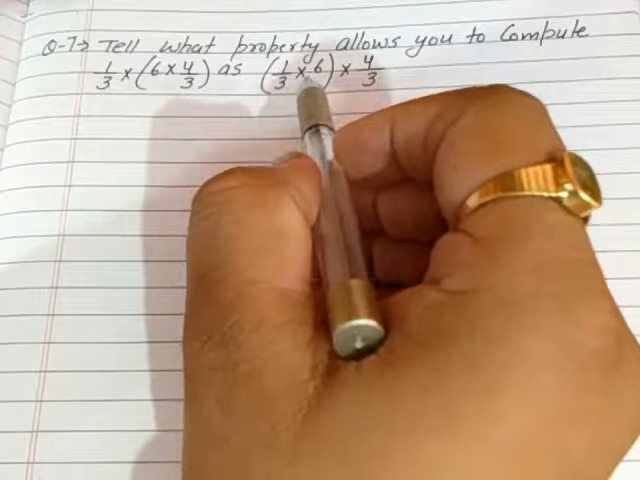 Q-7→ Tell what property allows you to Compute
1/3 × (6 × 4/3) as (1/3 × 6) × 4/3